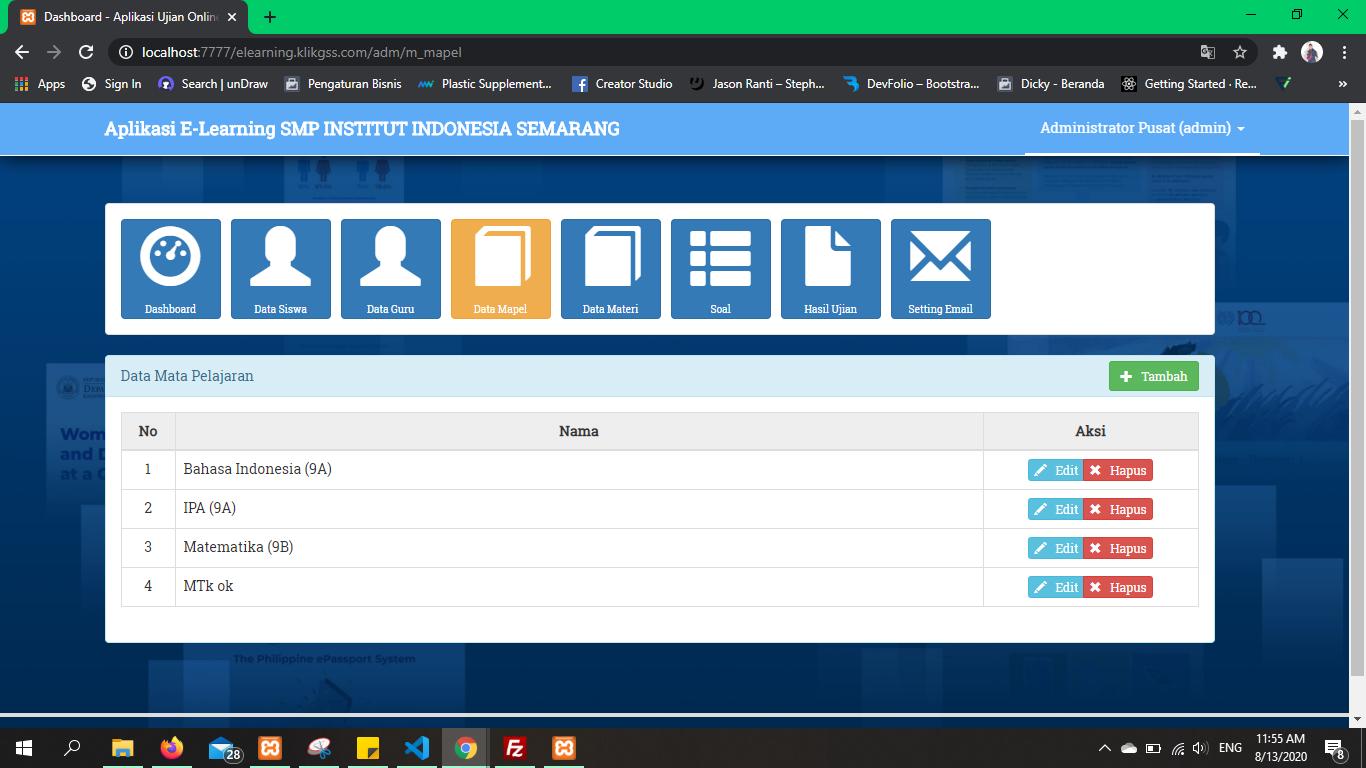 Dashboard - Aplikasi Ujian Online
localhost:7777/elearning.klikgss.com/adm/m_mapel
Apps Sign In Search | unDraw Pengaturan Bisnis Plastic Supplement... Creator Studio Jason Ranti – Steph... DevFolio – Bootstra... Dicky - Beranda Getting Started · Re... »
Aplikasi E-Learning SMP INSTITUT INDONESIA SEMARANG Administrator Pusat (admin)
Dashboard Data Siswa Data Guru Data Mapel Data Materi Soal Hasil Ujian Setting Email
Data Mata Pelajaran Tambah
No Nama Aksi
1 Bahasa Indonesia (9A) Edit Hapus
2 IPA (9A) Edit Hapus
3 Matematika (9B) Edit Hapus
4 MTk ok Edit Hapus
The Philippine ePassport System
28 ENG 11:55 AM
8/13/2020 8